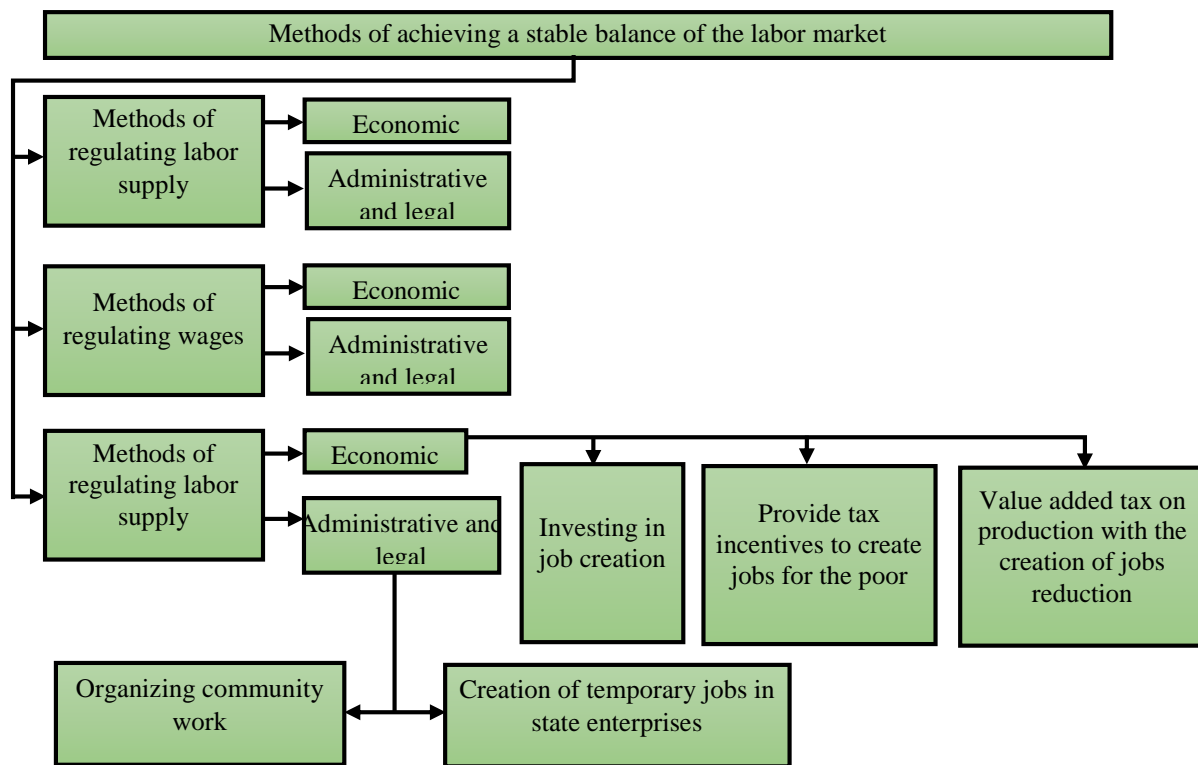 Methods of achieving a stable balance of the labor market
Methods of
regulating labor
supply
Economic
Administrative
and legal
Methods of
regulating wages
Economic
Administrative
and legal
Methods of
regulating labor
supply
Economic
Administrative and
legal
Investing in
job creation
Provide tax
incentives to create
jobs for the poor
Value added tax on
production with the
creation of jobs
reduction
Organizing community
work
Creation of temporary jobs in
state enterprises